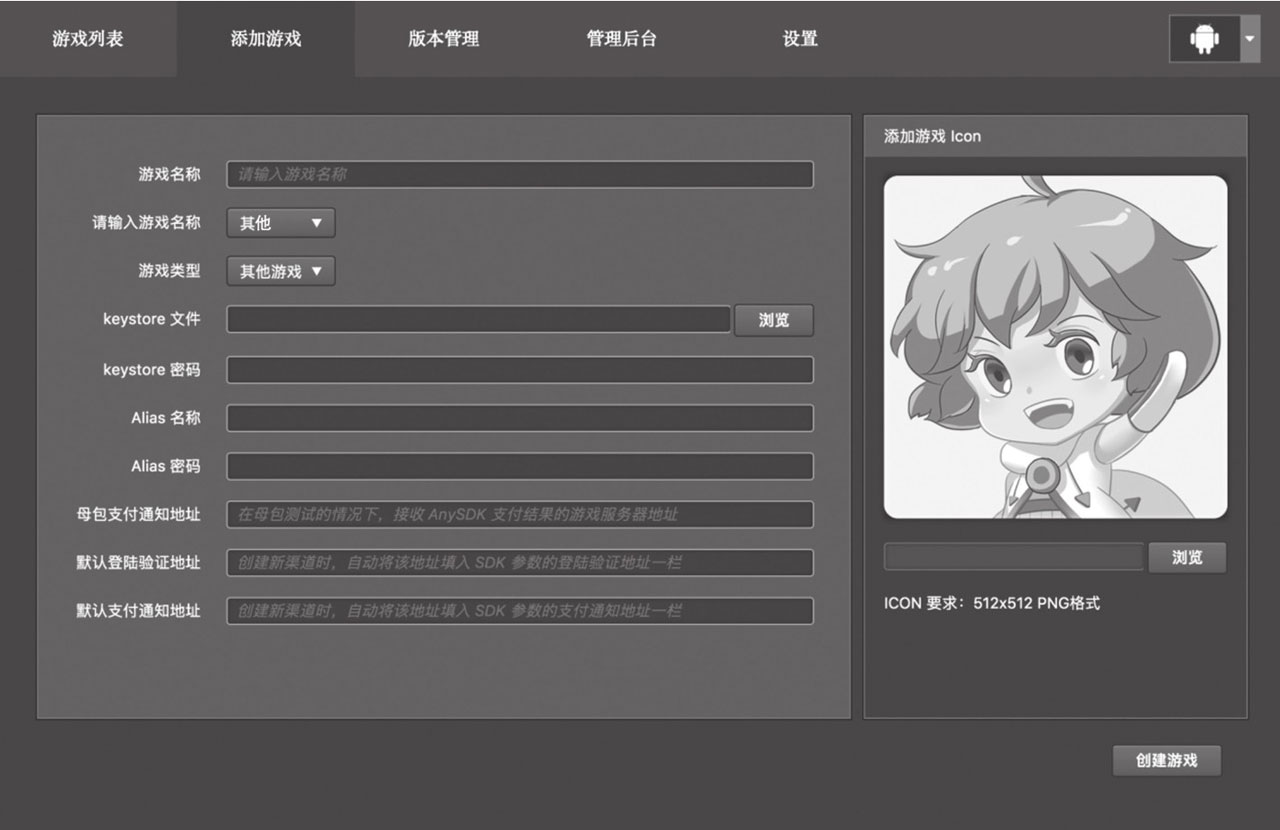 游戏列表
添加游戏
版本管理
管理后台
设置
游戏名称
请输入游戏名称
请输入游戏名称
其他
游戏类型
其他游戏
keystore 文件
浏览
keystore 密码
Alias 名称
Alias 密码
母包支付通知地址
在母包测试的情况下，接收 AnySDK 支付结果的游戏服务器地址
默认登陆验证地址
创建新渠道时，自动将该地址填入 SDK 参数的登陆验证地址一栏
默认支付通知地址
创建新渠道时，自动将该地址填入 SDK 参数的支付通知地址一栏
添加游戏 Icon
浏览
ICON 要求：512x512 PNG格式
创建游戏